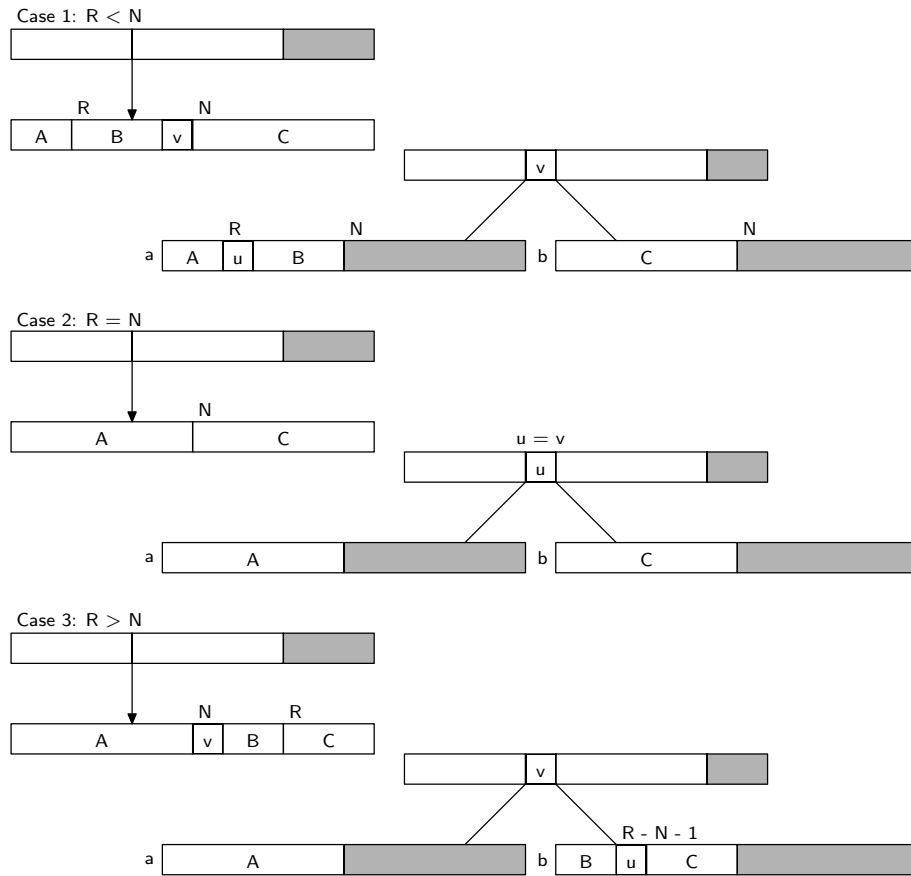 Case 1: R < N
R N
A B v C
v
R N N
a A u B b C
Case 2: R = N
N
A C
u = v
u
a A b C
Case 3: R > N
N R
A v B C
v
R - N - 1
a A b B u C